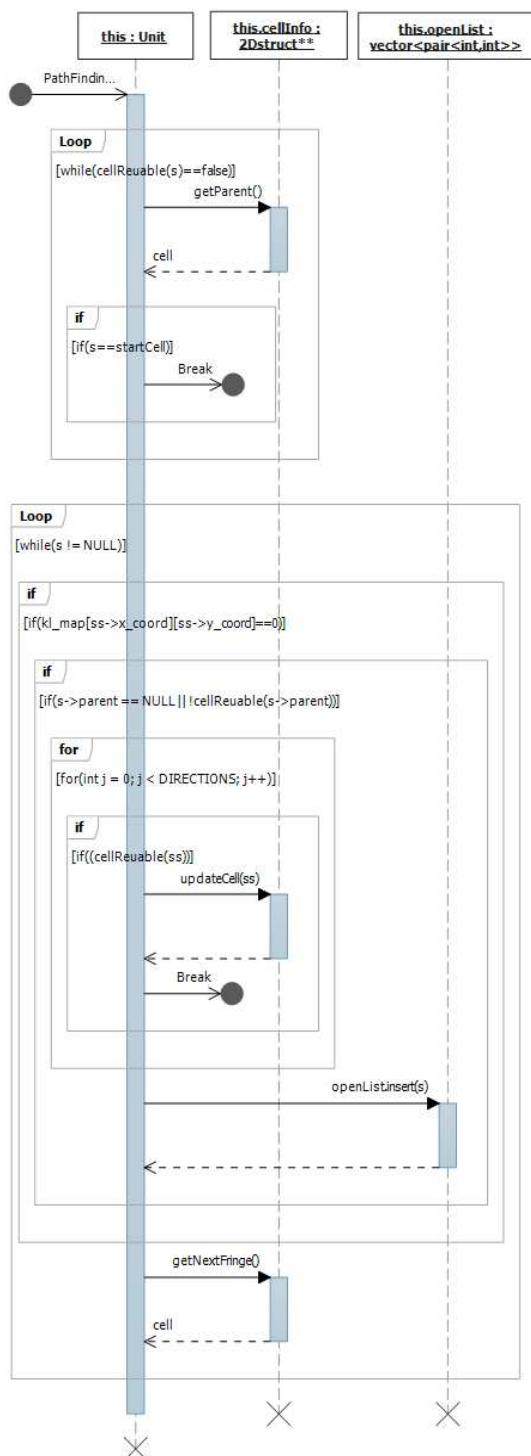 this : Unit
this.cellInfo :
2Dstruct**
this.openList :
vector<pair<int,int>>
PathFindin...
Loop
[while(cellReuable(s)==false)]
getParent()
cell
if
[if(s==startCell)]
Break
Loop
[while(s != NULL)]
if
[if(kl_map[ss->x_coord][ss->y_coord]==0)]
if
[if(s->parent == NULL || !cellReuable(s->parent))]
for
[for(int j = 0; j < DIRECTIONS; j++)]
if
[if((cellReuable(ss))]
updateCell(ss)
Break
openList.insert(s)
getNextFringe()
cell